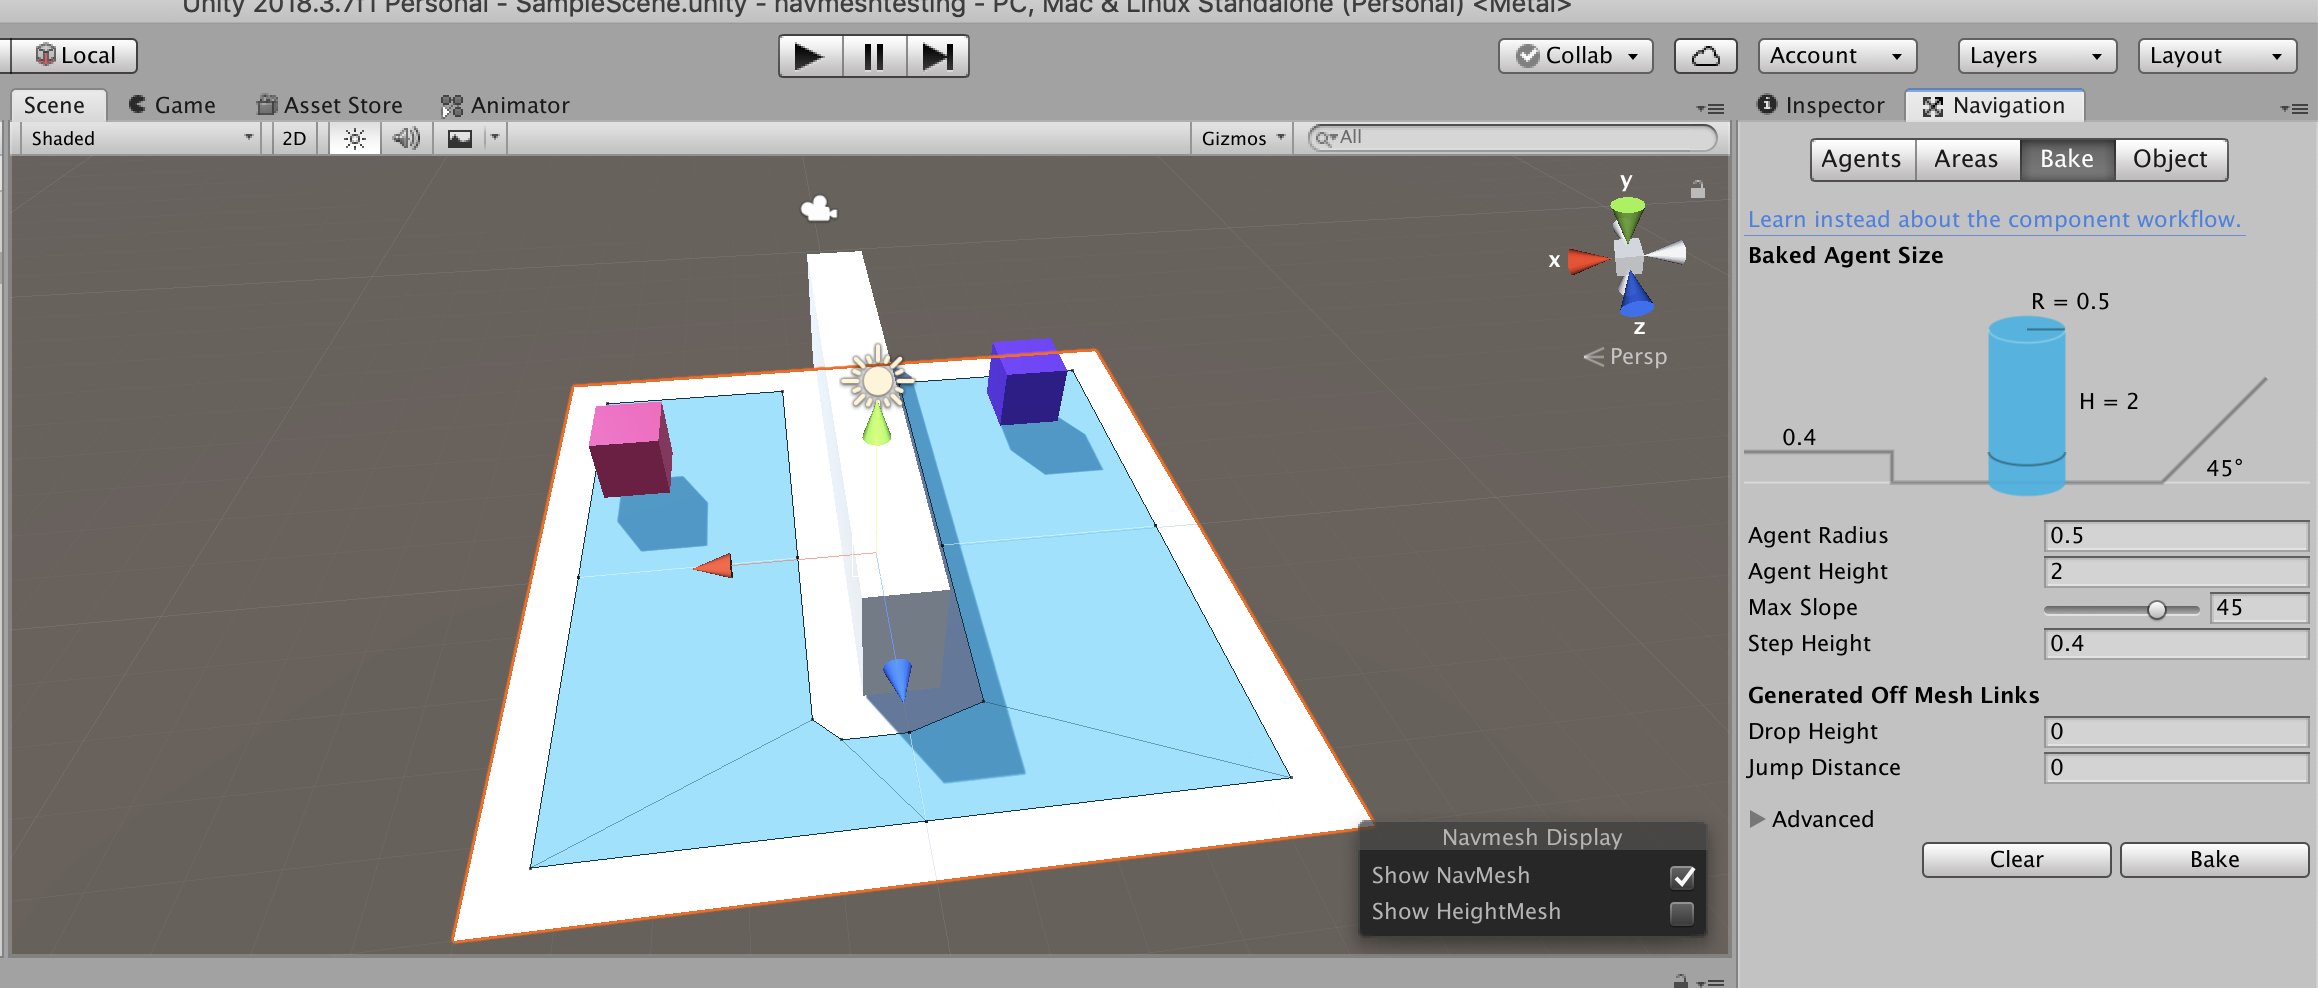 Unity 2018.3.7f1 Personal - SampleScene.unity - navmeshtesting - PC, Mac & Linux Standalone (Personal) <Metal>
Local
Collab
Account
Layers
Layout
Scene
Game
Asset Store
Animator
Inspector
Navigation
Shaded
2D
Gizmos
All
Agents
Areas
Bake
Object
y
x
z
Persp
Learn instead about the component workflow.
Baked Agent Size
R = 0.5
H = 2
0.4
45°
Agent Radius 0.5
Agent Height 2
Max Slope 45
Step Height 0.4
Generated Off Mesh Links
Drop Height 0
Jump Distance 0
Advanced
Clear
Bake
Navmesh Display
Show NavMesh
Show HeightMesh